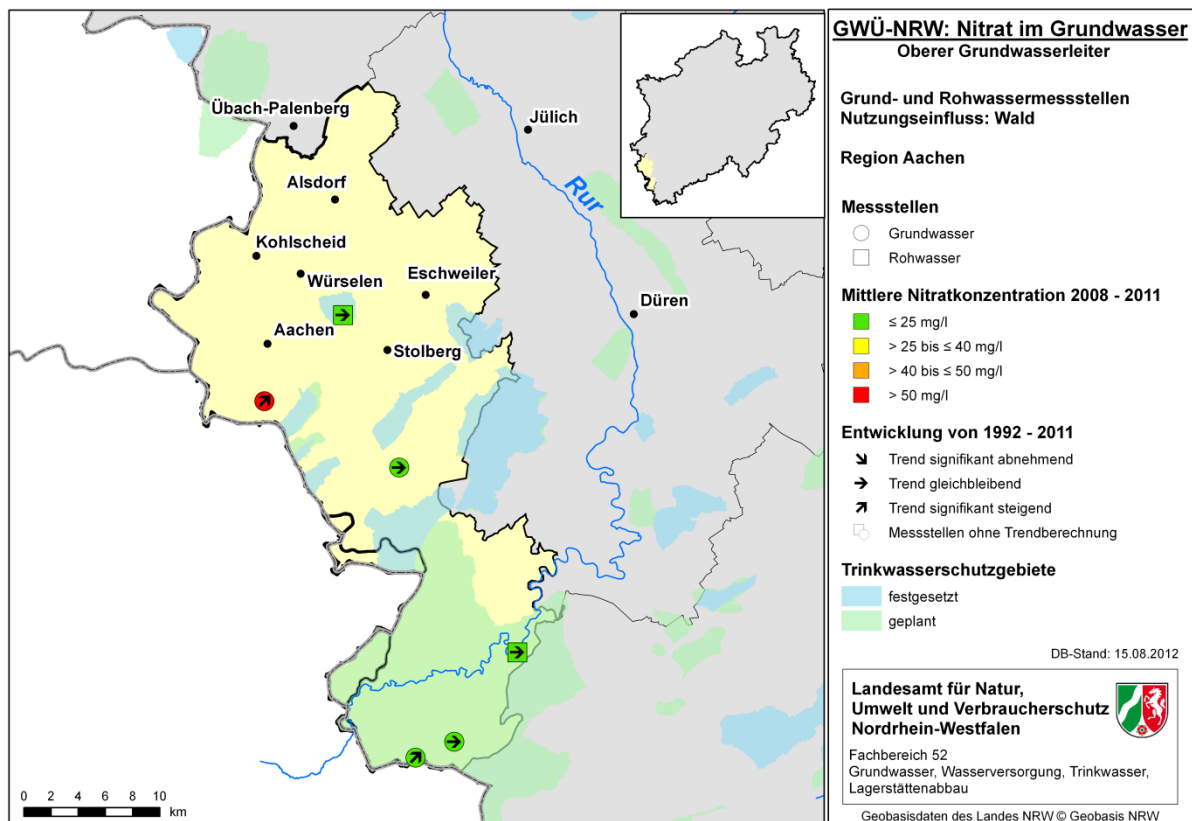 Übach-Palenberg
Jülich
Alsdorf
Rur
Kohlscheid
Würselen
Eschweiler
Düren
Aachen
Stolberg
0 2 4 6 8 10
km
GWÜ-NRW: Nitrat im Grundwasser
Oberer Grundwasserleiter
Grund- und Rohwassermessstellen
Nutzungseinfluss: Wald
Region Aachen
Messstellen
Grundwasser
Rohwasser
Mittlere Nitratkonzentration 2008 - 2011
≤ 25 mg/l
> 25 bis ≤ 40 mg/l
> 40 bis ≤ 50 mg/l
> 50 mg/l
Entwicklung von 1992 - 2011
Trend signifikant abnehmend
Trend gleichbleibend
Trend signifikant steigend
Messstellen ohne Trendberechnung
Trinkwasserschutzgebiete
festgesetzt
geplant
DB-Stand: 15.08.2012
Landesamt für Natur,
Umwelt und Verbraucherschutz
Nordrhein-Westfalen
Fachbereich 52
Grundwasser, Wasserversorgung, Trinkwasser,
Lagerstättenabbau
Geobasisdaten des Landes NRW © Geobasis NRW